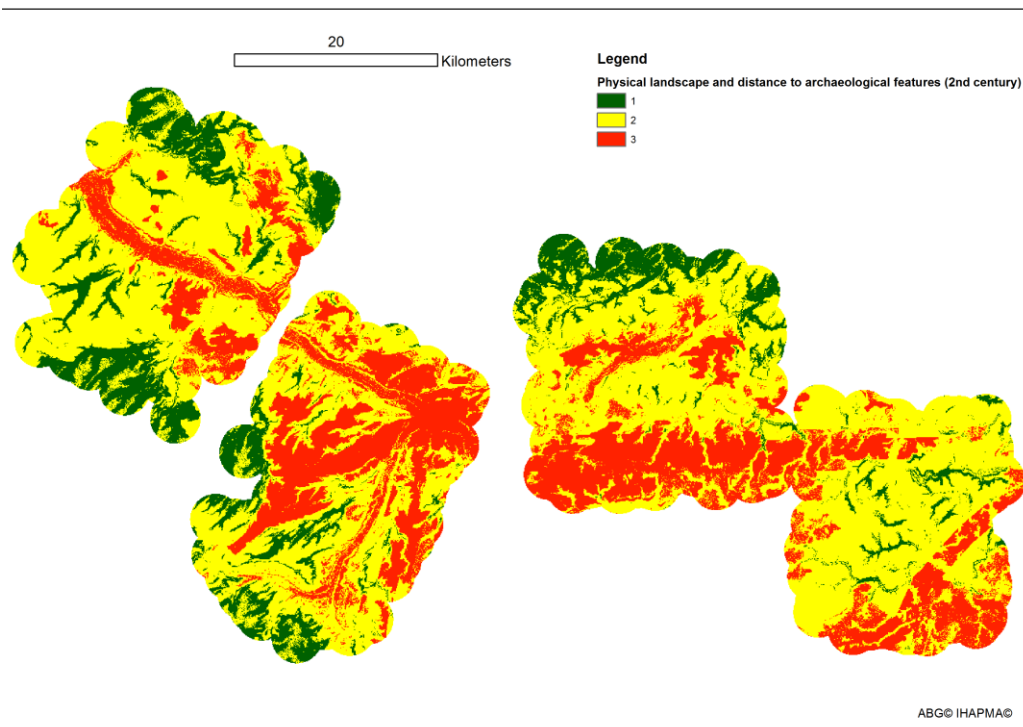 20
Kilometers
Legend
Physical landscape and distance to archaeological features (2nd century)
1
2
3
ABG© IHAPMA©